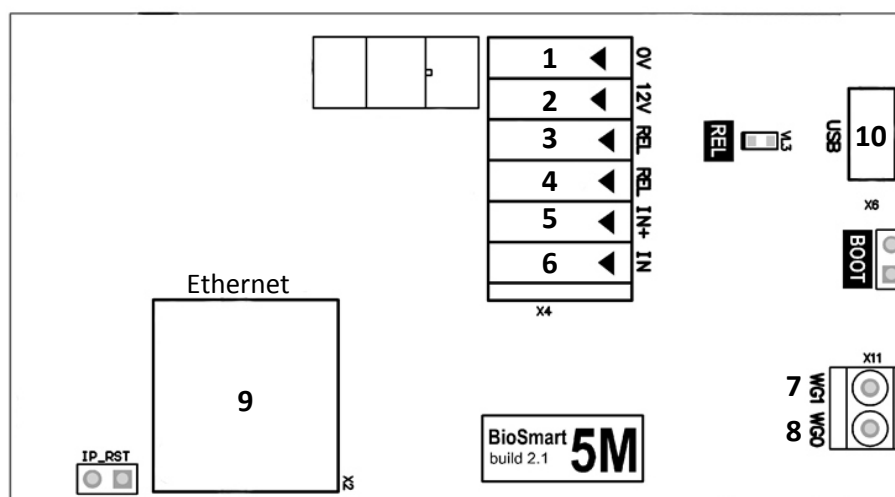 1 0V
2 12V
3 REL
4 REL
5 IN+
6 IN
X4
REL
VL3
USB
10
X6
BOOT
Ethernet
9
X2
IP_RST
BioSmart 5M
build 2.1
X11
7 WG1
8 WG0